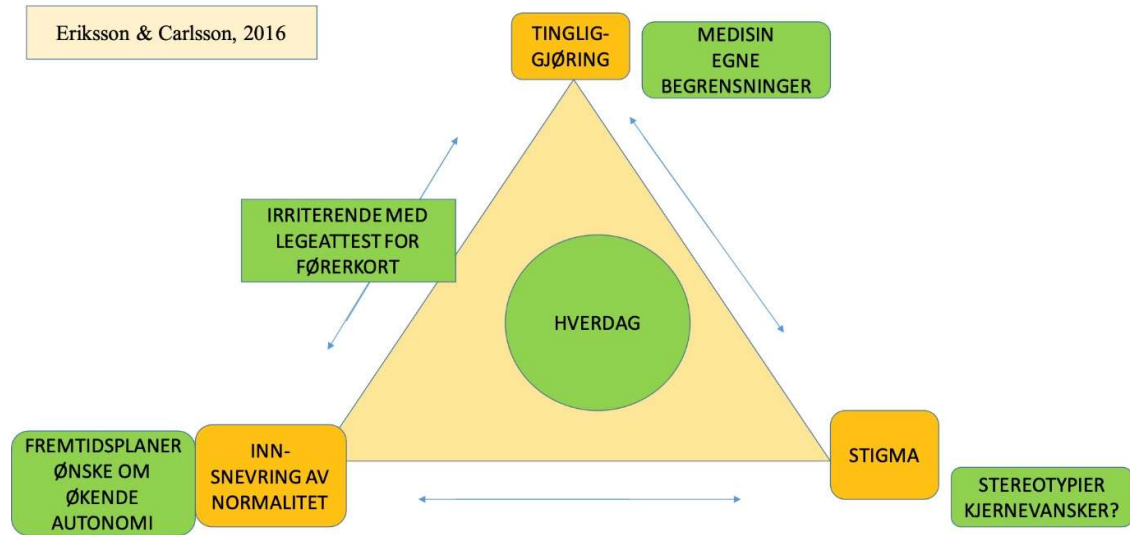 Eriksson & Carlsson, 2016
TINGLIG-
GJØRING
MEDISIN
EGNE
BEGRENSNINGER
IRRITERENDE MED
LEGEATTEST FOR
FØRERKORT
HVERDAG
FREMTIDSPLANER
ØNSKE OM
ØKENDE
AUTONOMI
INN-
SNEVRING AV
NORMALITET
STIGMA
STEREOTYPIER
KJERNEVANSKER?